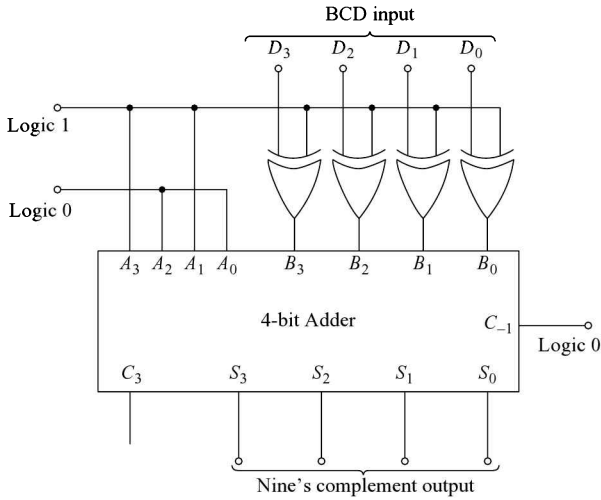 BCD input
D₃ D₂ D₁ D₀
Logic 1
Logic 0
A₃ A₂ A₁ A₀ B₃ B₂ B₁ B₀
4-bit Adder
C₋₁
Logic 0
C₃ S₃ S₂ S₁ S₀
Nine's complement output